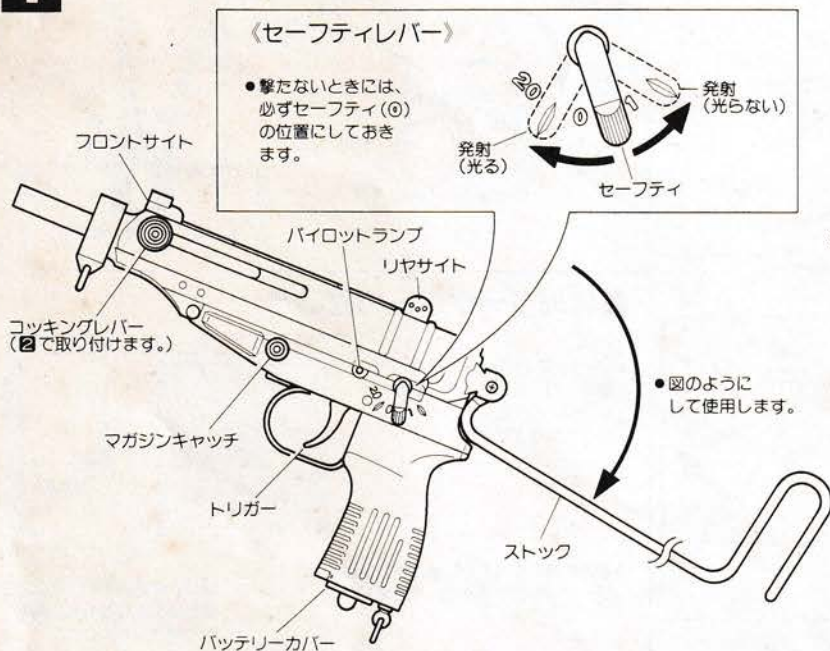 1
《セーフティレバー》
●撃たないときには、
必ずセーフティ(⓪)
の位置にしておき
ます。
20
0
1
発射
(光らない)
発射
(光る)
セーフティ
フロントサイト
パイロットランプ
リヤサイト
コッキングレバー
(2で取り付けます。)
20
0
1
●図のように
して使用します。
マガジンキャッチ
トリガー
ストック
バッテリーカバー